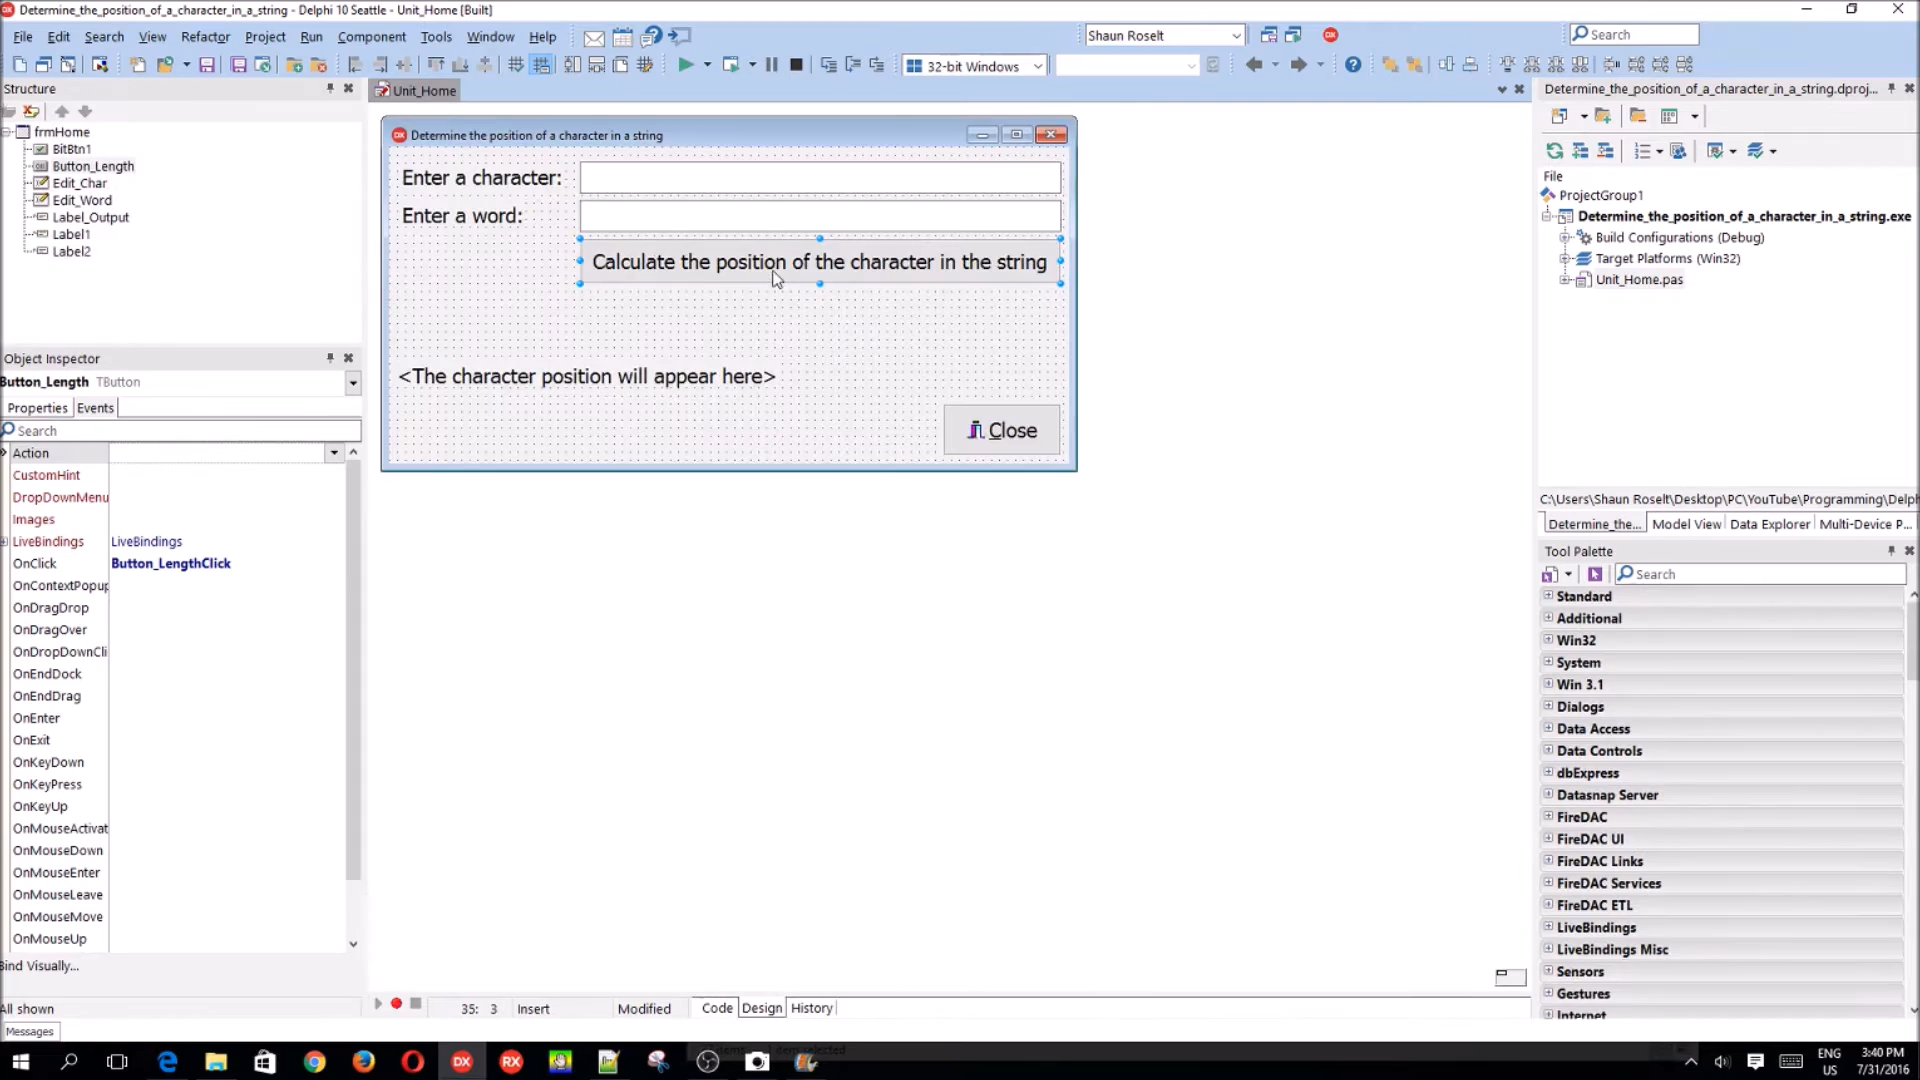 Determine_the_position_of_a_character_in_a_string - Delphi 10 Seattle - Unit_Home [Built]
File Edit Search View Refactor Project Run Component Tools Window Help
Shaun Roselt
Search
32-bit Windows
Structure
Unit_Home
Determine_the_position_of_a_character_in_a_string.dproj...
frmHome
BitBtn1
Button_Length
Edit_Char
Edit_Word
Label_Output
Label1
Label2
Determine the position of a character in a string
Enter a character:
Enter a word:
Calculate the position of the character in the string
<The character position will appear here>
Close
File
ProjectGroup1
Determine_the_position_of_a_character_in_a_string.exe
Build Configurations (Debug)
Target Platforms (Win32)
Unit_Home.pas
Object Inspector
Button_Length TButton
Properties Events
Search
Action
CustomHint
DropDownMenu
Images
LiveBindings LiveBindings
OnClick Button_LengthClick
OnContextPopup
OnDragDrop
OnDragOver
OnDropDownCli
OnEndDock
OnEndDrag
OnEnter
OnExit
OnKeyDown
OnKeyPress
OnKeyUp
OnMouseActivat
OnMouseDown
OnMouseEnter
OnMouseLeave
OnMouseMove
OnMouseUp
Bind Visually...
All shown
Messages
C:\Users\Shaun Roselt\Desktop\PC\YouTube\Programming\Delph
Determine_the... Model View Data Explorer Multi-Device P...
Tool Palette
Search
Standard
Additional
Win32
System
Win 3.1
Dialogs
Data Access
Data Controls
dbExpress
Datasnap Server
FireDAC
FireDAC UI
FireDAC Links
FireDAC Services
FireDAC ETL
LiveBindings
LiveBindings Misc
Sensors
Gestures
Internet
35: 3 Insert Modified Code Design History
DX RX
ENG
US
3:40 PM
7/31/2016